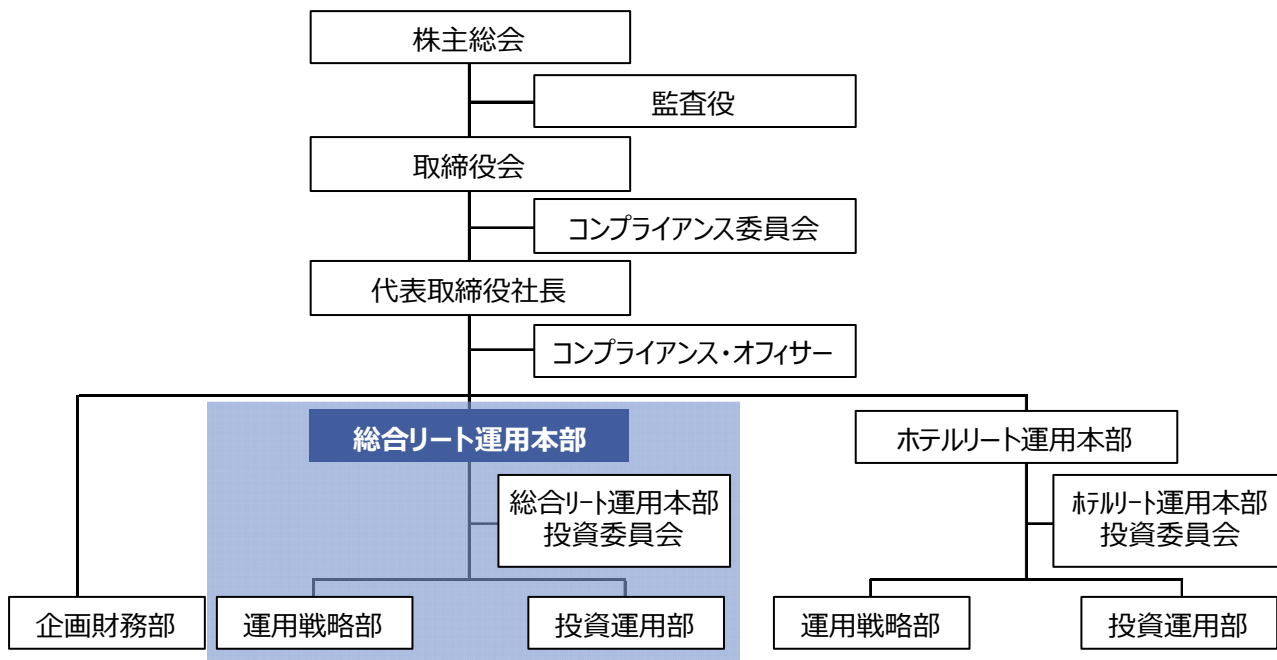 株主総会
監査役
取締役会
コンプライアンス委員会
代表取締役社長
コンプライアンス・オフィサー
総合リート運用本部
ホテルリート運用本部
総合リート運用本部
投資委員会
ホテルリート運用本部
投資委員会
企画財務部
運用戦略部
投資運用部
運用戦略部
投資運用部